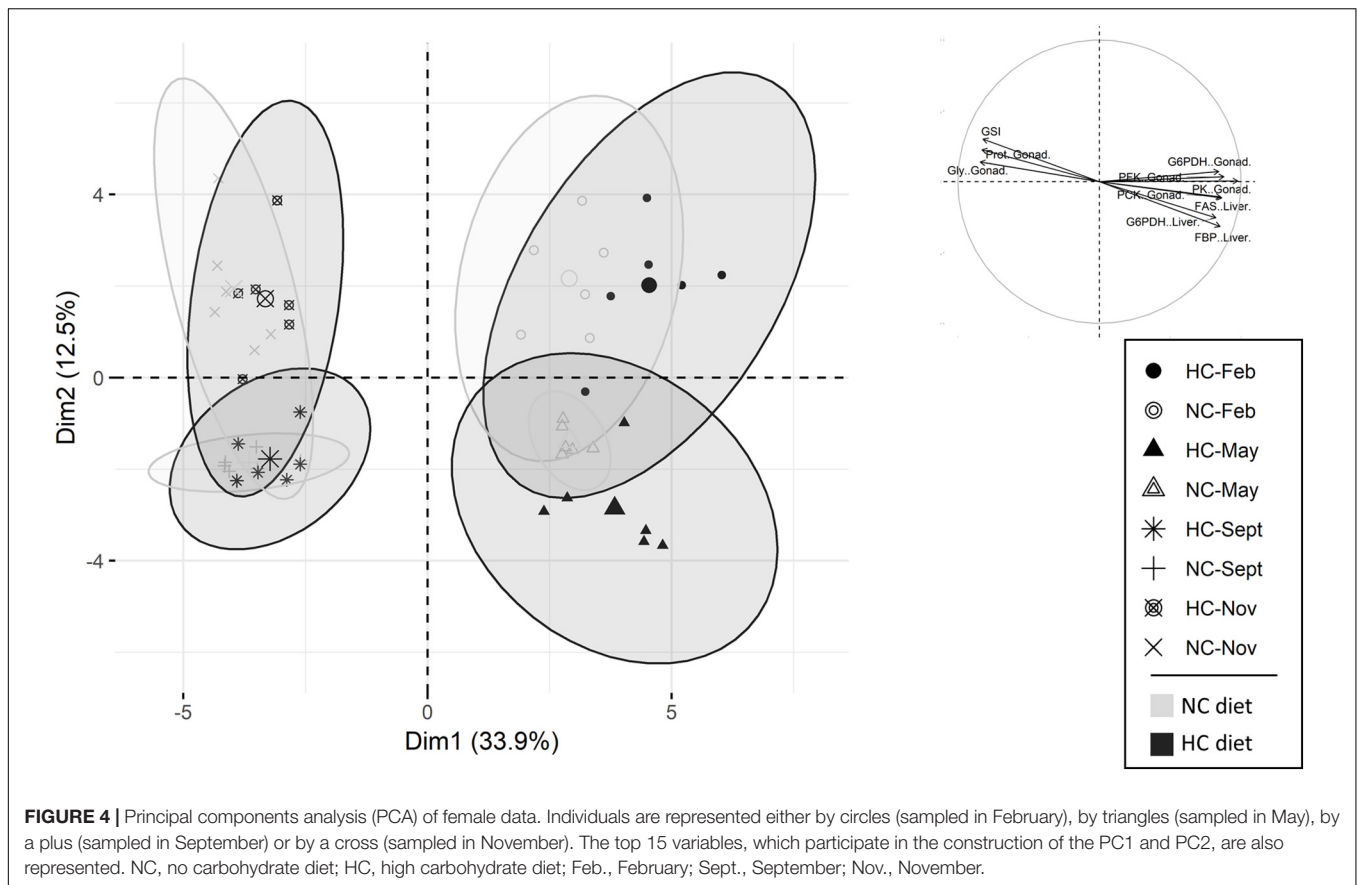 4
0
-4
Dim2 (12.5%)
-5
0
5
Dim1 (33.9%)
GSI
Prot..Gonad.
Gly..Gonad.
G6PDH..Gonad.
PFK..Gonad.
PK..Gonad.
PCK..Gonad.
FAS..Liver.
G6PDH..Liver.
FBP..Liver.
HC-Feb
NC-Feb
HC-May
NC-May
HC-Sept
NC-Sept
HC-Nov
NC-Nov
NC diet
HC diet
FIGURE 4 | Principal components analysis (PCA) of female data. Individuals are represented either by circles (sampled in February), by triangles (sampled in May), by
a plus (sampled in September) or by a cross (sampled in November). The top 15 variables, which participate in the construction of the PC1 and PC2, are also
represented. NC, no carbohydrate diet; HC, high carbohydrate diet; Feb., February; Sept., September; Nov., November.